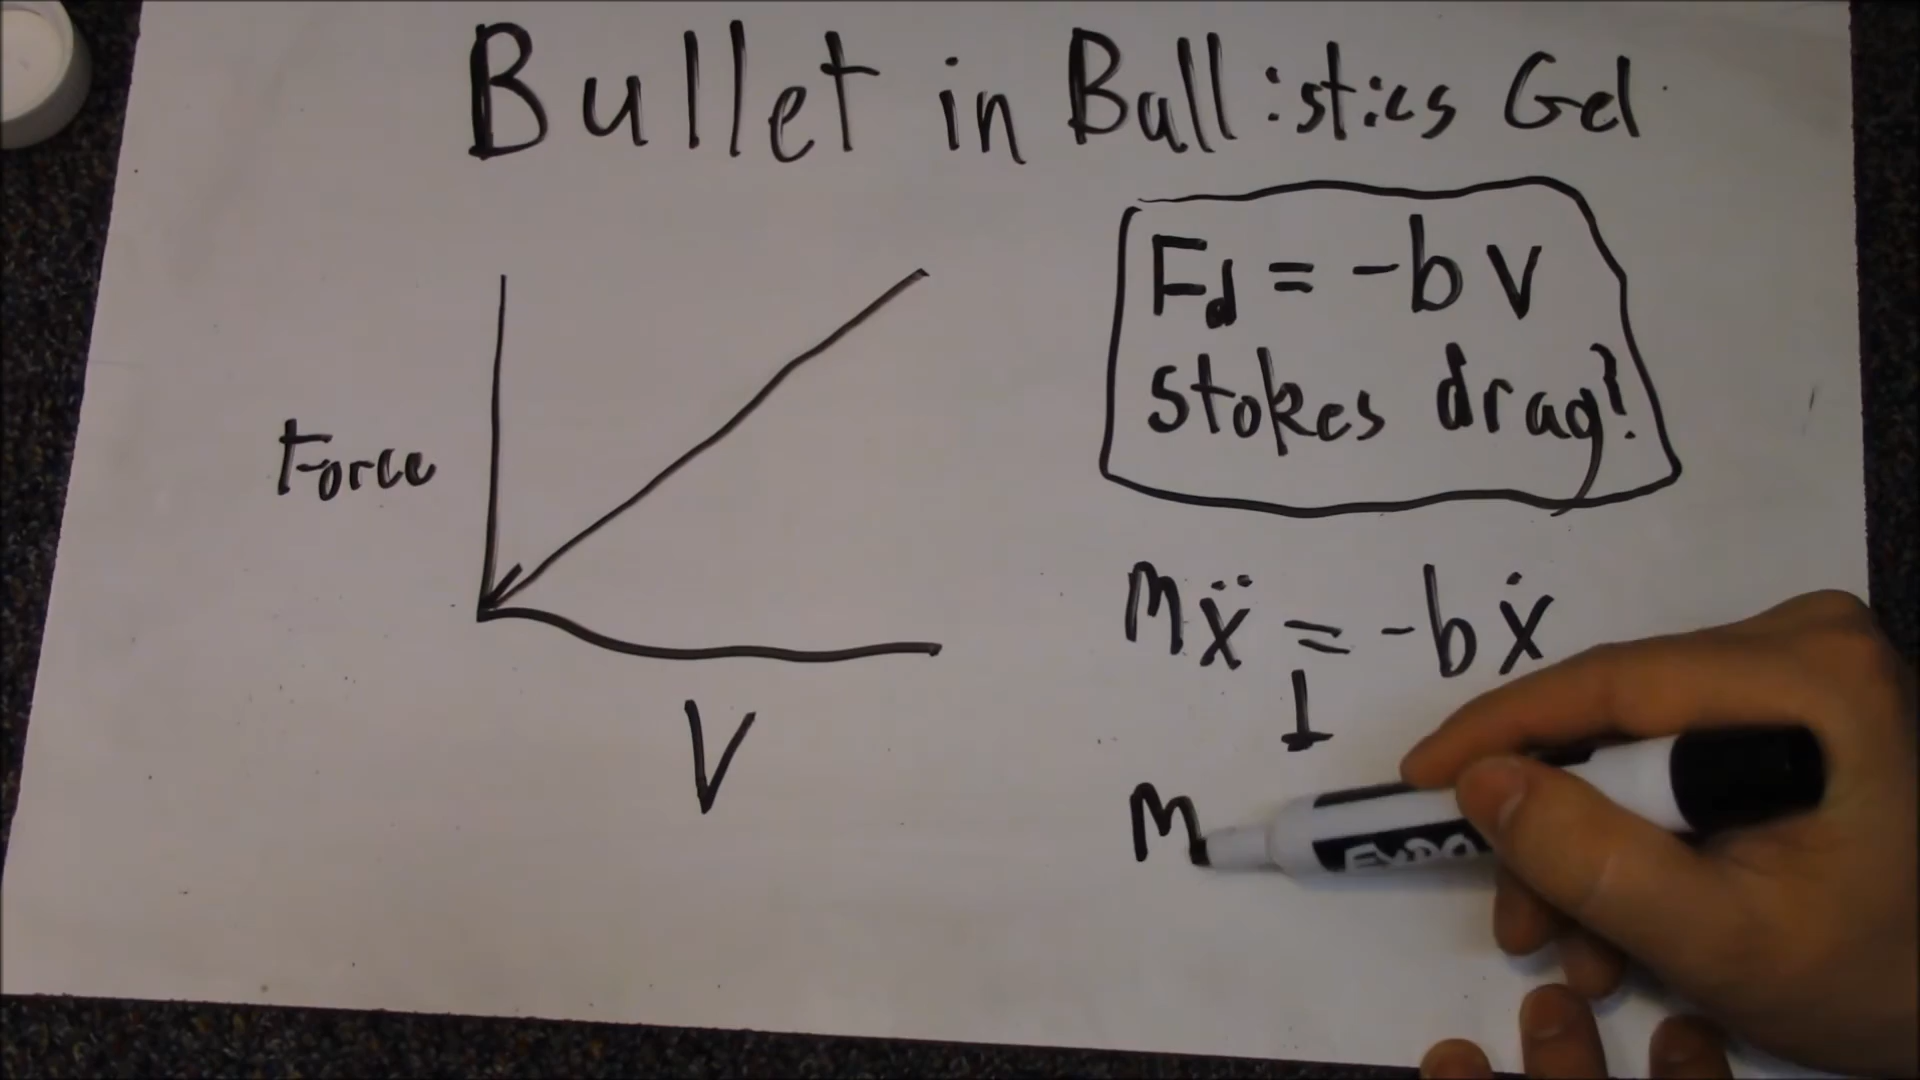 Bullet in Ballistics Gel
Fd = -bv
stokes drag?
Force
mẍ = -bẋ
I
V
m
EXPO